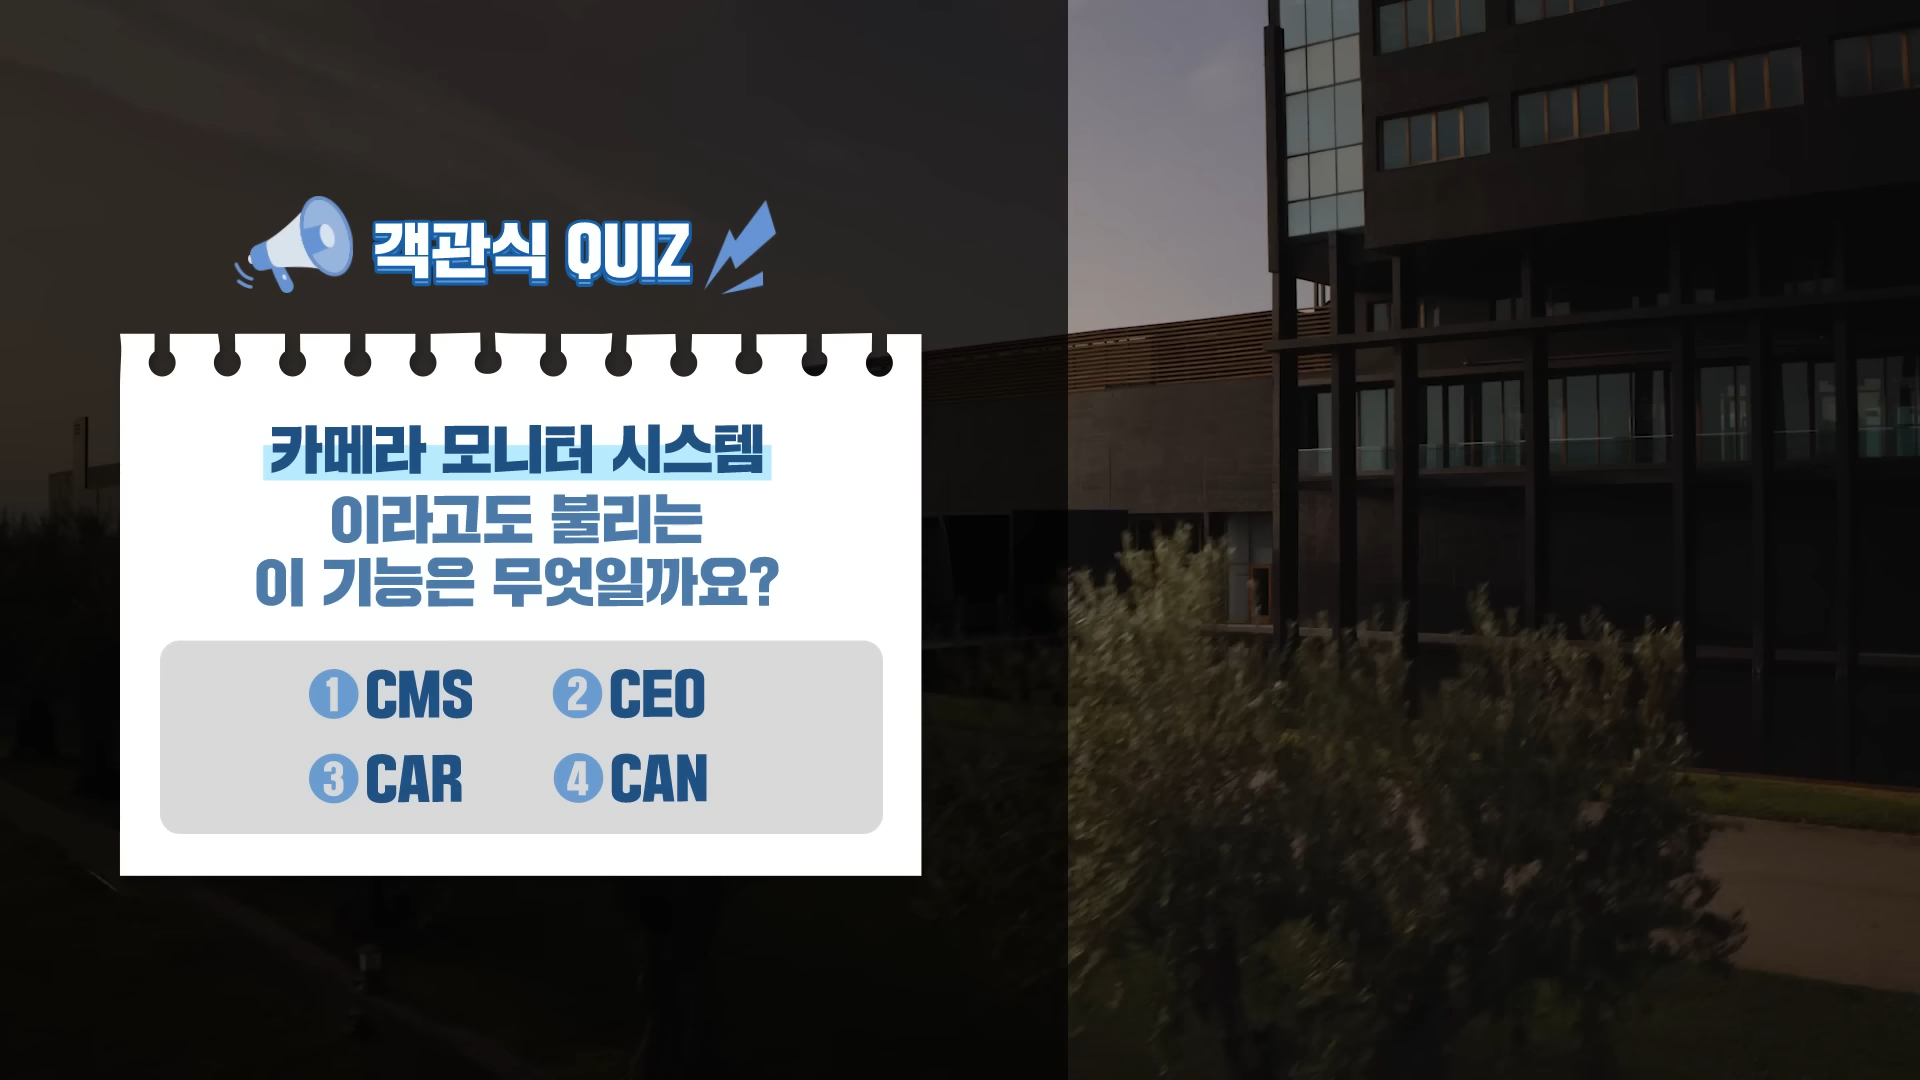 객관식 QUIZ
카메라 모니터 시스템
이라고도 불리는
이 기능은 무엇일까요?
1 CMS 2 CEO
3 CAR 4 CAN